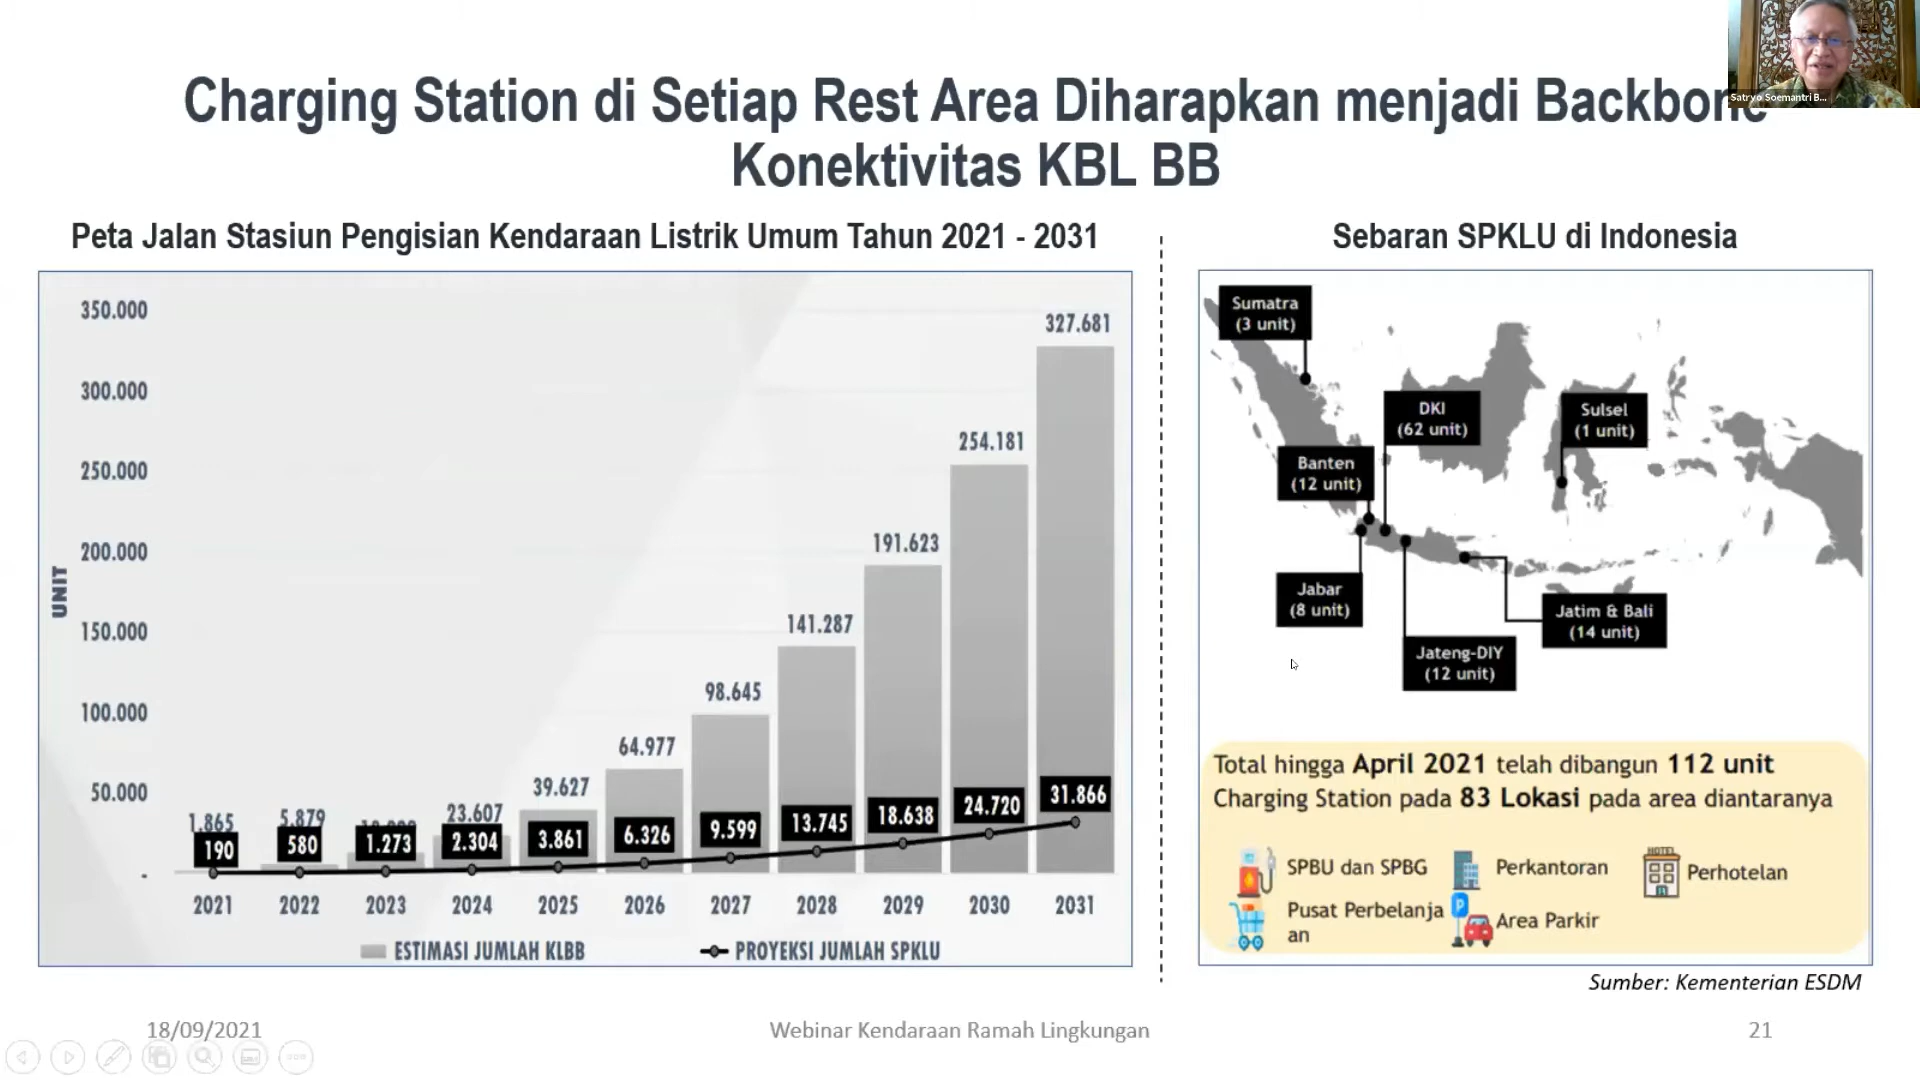 Satryo Soemantri B...
Charging Station di Setiap Rest Area Diharapkan menjadi Backbone
Konektivitas KBL BB
Peta Jalan Stasiun Pengisian Kendaraan Listrik Umum Tahun 2021 - 2031
350.000
300.000
250.000
200.000
150.000
100.000
50.000
-
UNIT
1.865
5.879
23.607
39.627
64.977
98.645
141.287
191.623
254.181
327.681
190
580
1.273
2.304
3.861
6.326
9.599
13.745
18.638
24.720
31.866
2021 2022 2023 2024 2025 2026 2027 2028 2029 2030 2031
ESTIMASI JUMLAH KLBB PROYEKSI JUMLAH SPKLU
Sebaran SPKLU di Indonesia
Sumatra
(3 unit)
DKI
(62 unit)
Sulsel
(1 unit)
Banten
(12 unit)
Jabar
(8 unit)
Jatim & Bali
(14 unit)
Jateng-DIY
(12 unit)
Total hingga April 2021 telah dibangun 112 unit
Charging Station pada 83 Lokasi pada area diantaranya
SPBU dan SPBG
Perkantoran
HOTEL
Perhotelan
Pusat Perbelanja
an
P
Area Parkir
Sumber: Kementerian ESDM
18/09/2021
Webinar Kendaraan Ramah Lingkungan
21